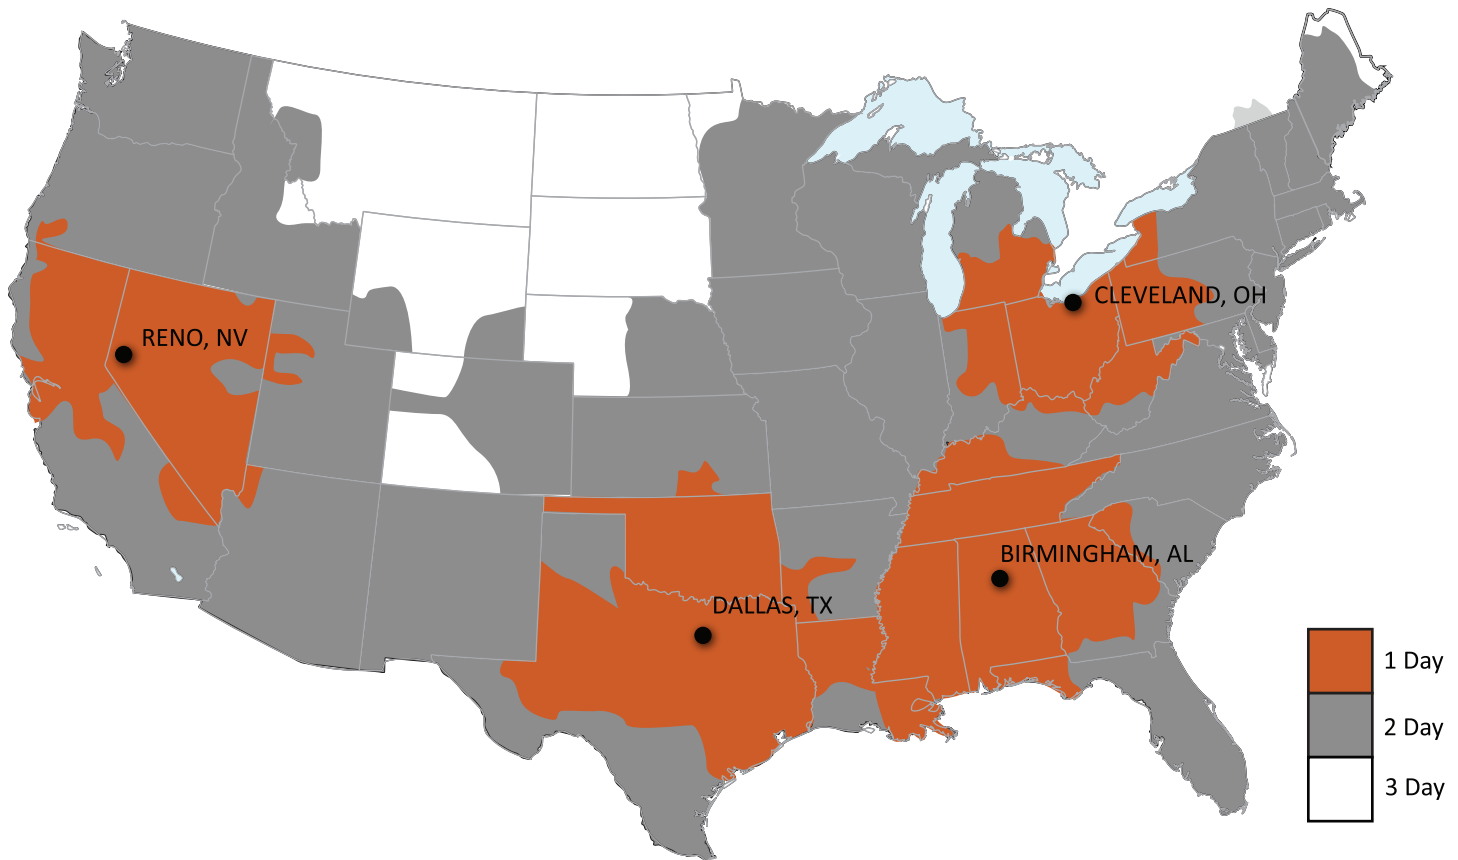 CLEVELAND, OH
RENO, NV
BIRMINGHAM, AL
DALLAS, TX
1 Day
2 Day
3 Day